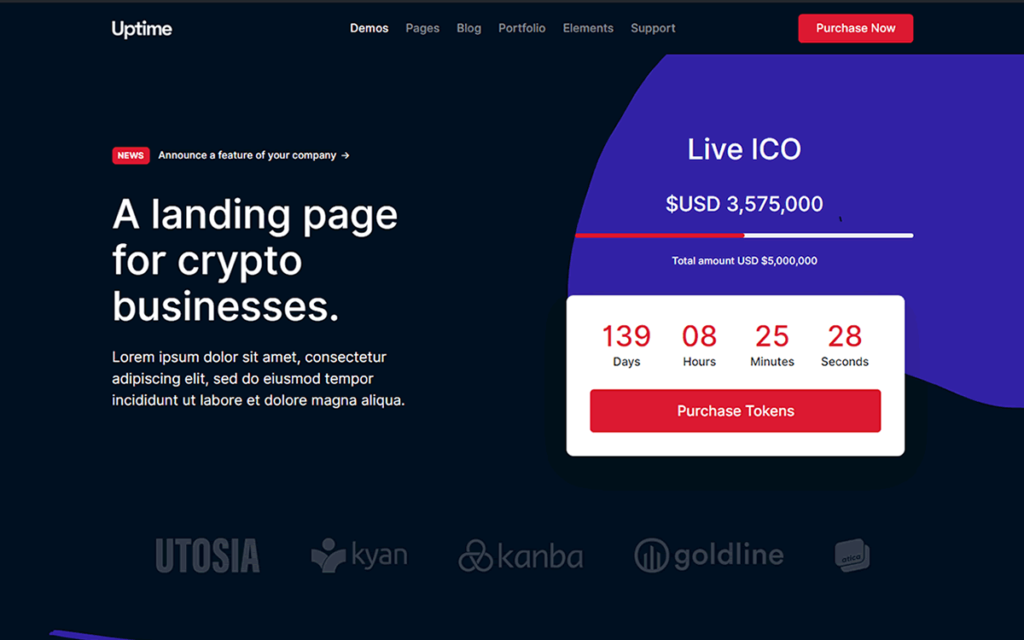 Uptime
Demos Pages Blog Portfolio Elements Support
Purchase Now
NEWS Announce a feature of your company →
A landing page
for crypto
businesses.
Lorem ipsum dolor sit amet, consectetur
adipiscing elit, sed do eiusmod tempor
incididunt ut labore et dolore magna aliqua.
Live ICO
$USD 3,575,000
Total amount USD $5,000,000
139 08 25 28
Days Hours Minutes Seconds
Purchase Tokens
UTOSIA kyan kanba goldline